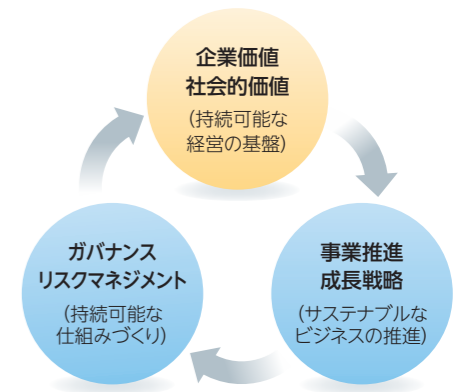 企業価値
社会的価値
(持続可能な
経営の基盤)
ガバナンス
リスクマネジメント
(持続可能な
仕組みづくり)
事業推進
成長戦略
(サステナブルな
ビジネスの推進)